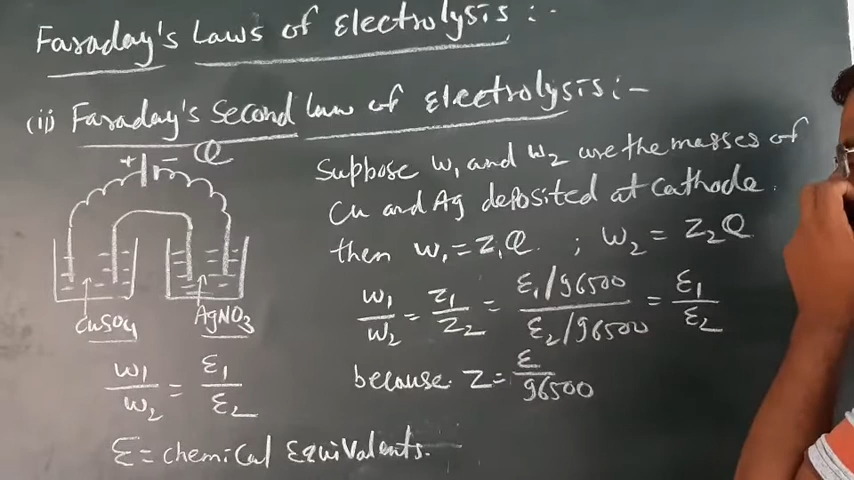 Faraday's Laws of Electrolysis :-
(ii) Faraday's Second law of Electrolysis :-
+ - Q
CuSO4
AgNO3
w1/w2 = E1/E2
E = chemical Equivalents.
Suppose w1 and w2 are the masses of
Cu and Ag deposited at Cathode.
then w1 = Z1Q ; w2 = Z2Q
w1/w2 = Z1/Z2 = E1/96500 / E2/96500 = E1/E2
because Z = E/96500